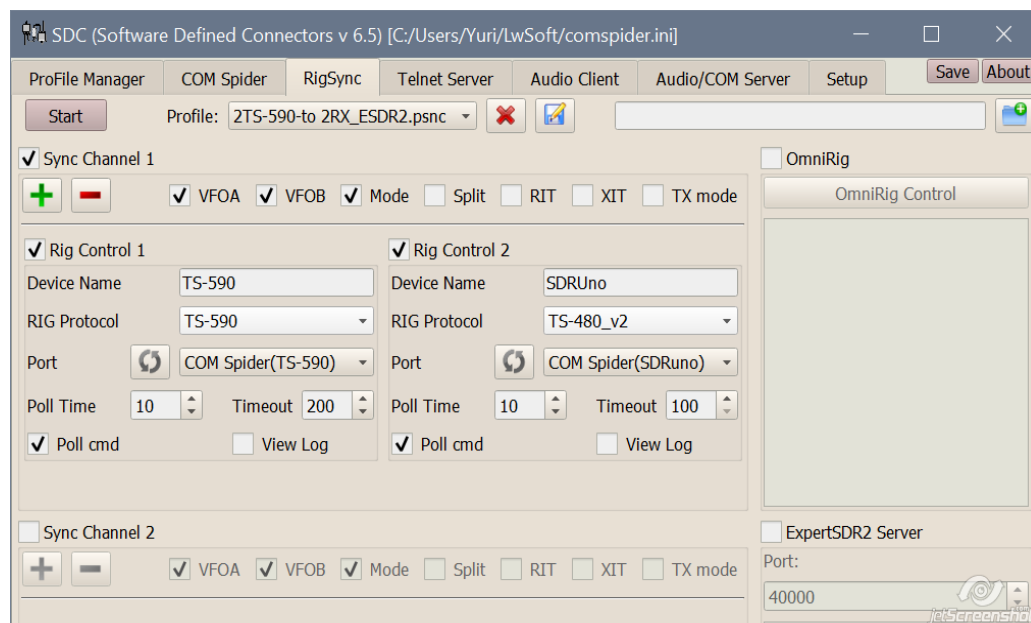 SDC (Software Defined Connectors v 6.5) [C:/Users/Yuri/LwSoft/comspider.ini]
ProFile Manager COM Spider RigSync Telnet Server Audio Client Audio/COM Server Setup Save About
Start Profile: 2TS-590-to 2RX_ESDR2.psnc
Sync Channel 1
VFOA VFOB Mode Split RIT XIT TX mode
Rig Control 1
Device Name TS-590
RIG Protocol TS-590
Port COM Spider(TS-590)
Poll Time 10 Timeout 200
Poll cmd View Log
Rig Control 2
Device Name SDRUno
RIG Protocol TS-480_v2
Port COM Spider(SDRuno)
Poll Time 10 Timeout 100
Poll cmd View Log
OmniRig
OmniRig Control
Sync Channel 2
VFOA VFOB Mode Split RIT XIT TX mode
ExpertSDR2 Server
Port:
40000